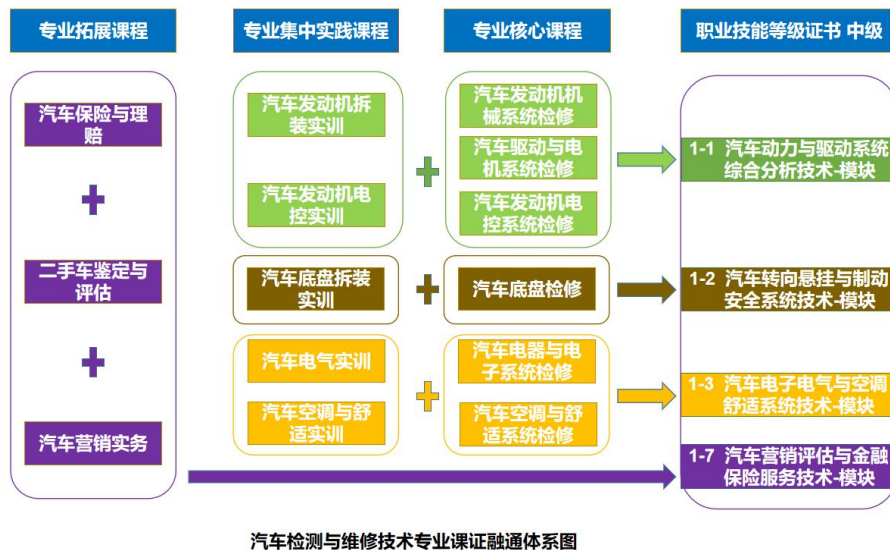 专业拓展课程
专业集中实践课程
专业核心课程
职业技能等级证书 中级
汽车保险与理
赔
二手车鉴定与
评估
汽车营销实务
汽车发动机拆
装实训
汽车发动机电
控实训
汽车发动机机
械系统检修
汽车驱动与电
机系统检修
汽车发动机电
控系统检修
1-1 汽车动力与驱动系统
综合分析技术-模块
汽车底盘拆装
实训
汽车底盘检修
1-2 汽车转向悬挂与制动
安全系统技术-模块
汽车电气实训
汽车空调与舒
适实训
汽车电器与电
子系统检修
汽车空调与舒
适系统检修
1-3 汽车电子电气与空调
舒适系统技术-模块
1-7 汽车营销评估与金融
保险服务技术-模块
汽车检测与维修技术专业课证融通体系图